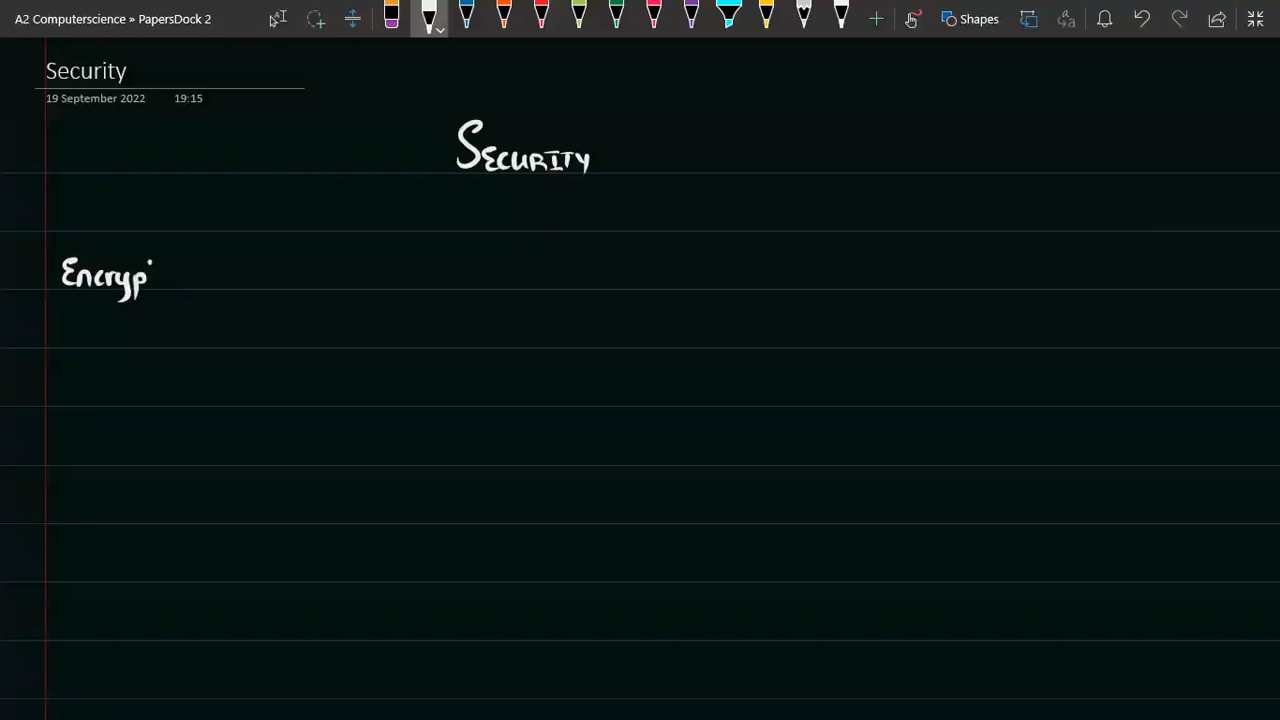 A2 Computerscience » PapersDock 2
Shapes
Security
19 September 2022 19:15
SECURITY
Encryp